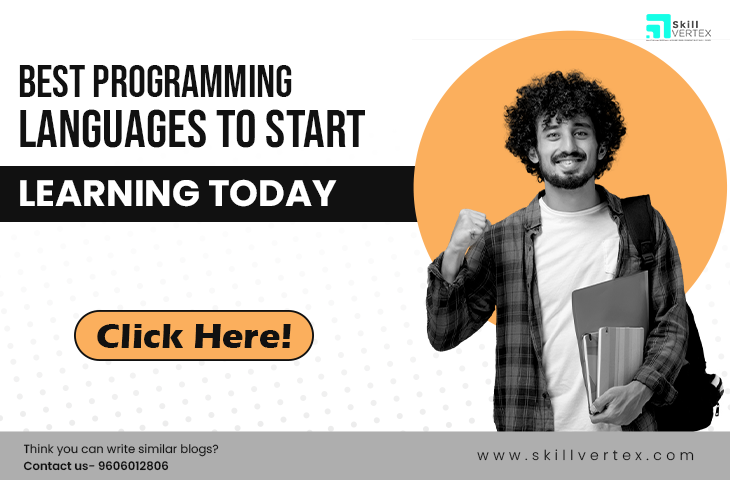 Skill
VERTEX
BEST PROGRAMMING
LANGUAGES TO START
LEARNING TODAY
Click Here!
Think you can write similar blogs?
Contact us- 9606012806
www.skillvertex.com